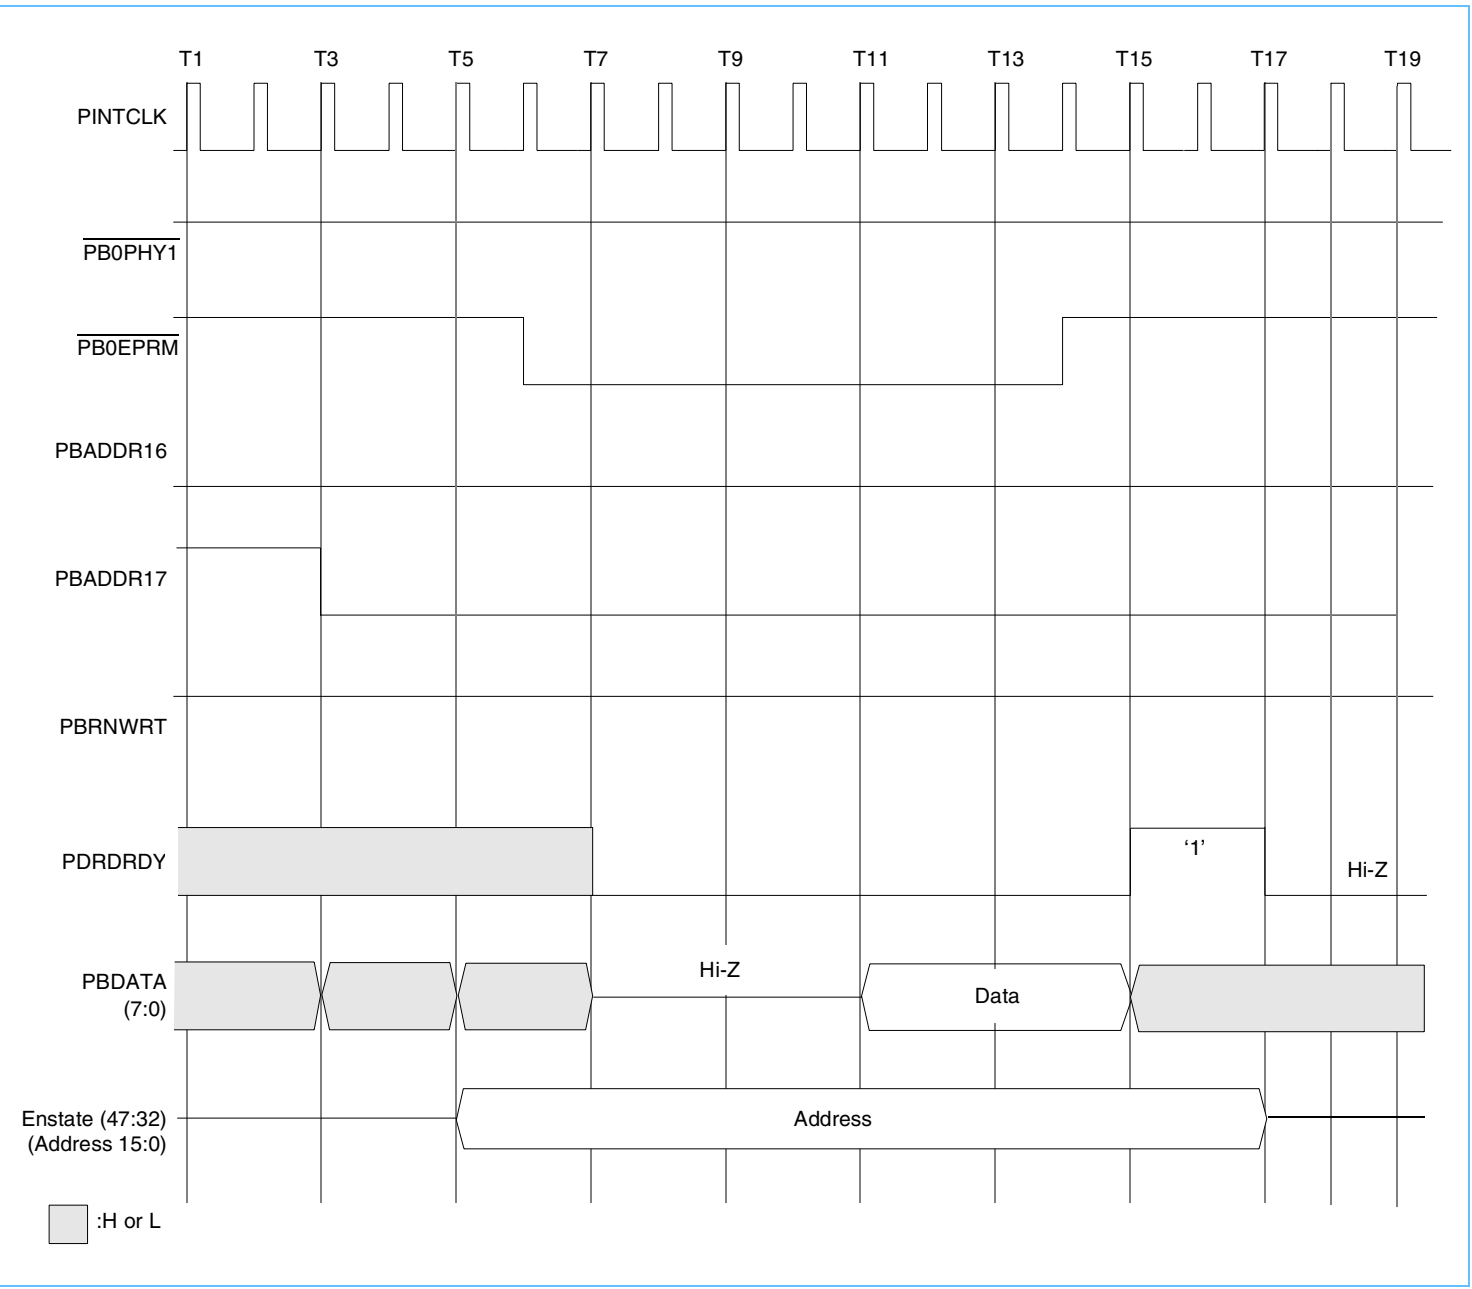 T1 T3 T5 T7 T9 T11 T13 T15 T17 T19
PINTCLK
PB0PHY1
PB0EPRM
PBADDR16
PBADDR17
PBRNWRT
PDRDRDY
‘1’
Hi-Z
PBDATA
(7:0)
Hi-Z
Data
Enstate (47:32)
(Address 15:0)
Address
:H or L